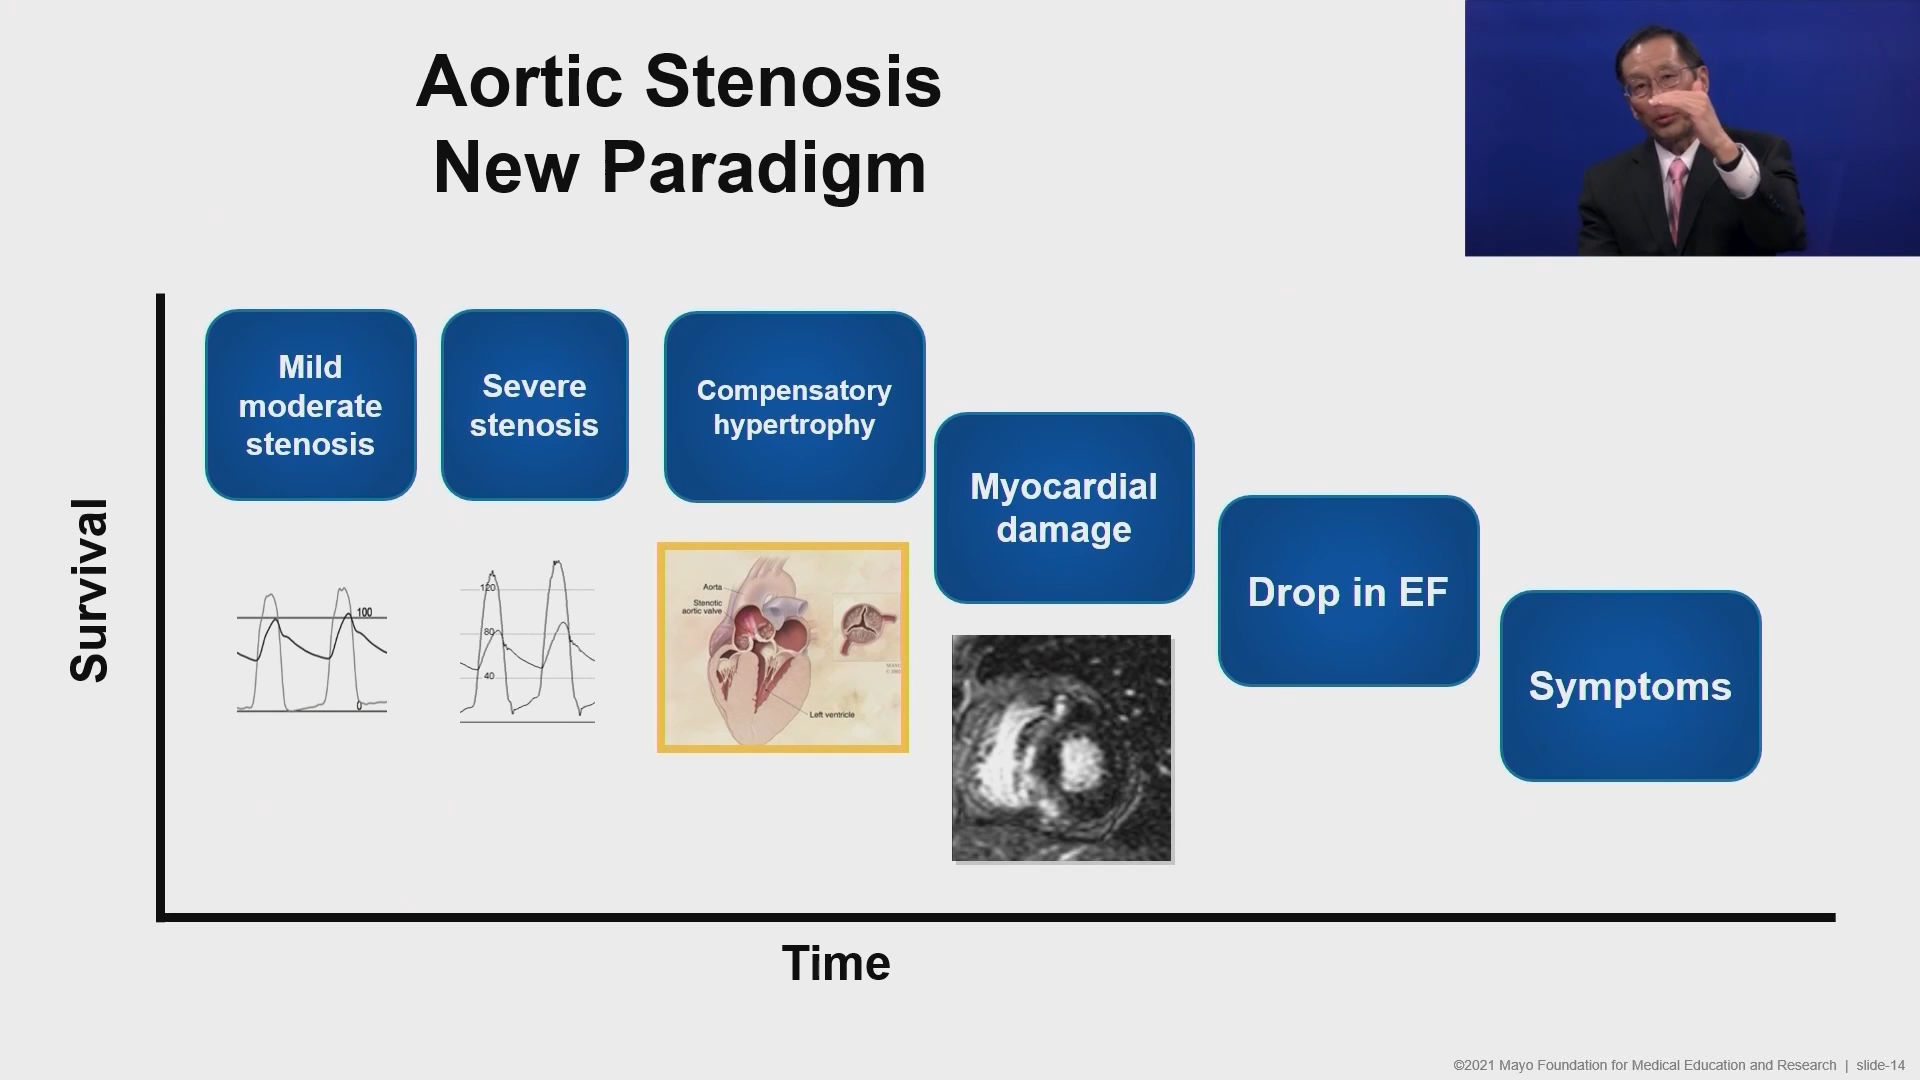 Aortic Stenosis
New Paradigm
Survival
Mild
moderate
stenosis
Severe
stenosis
Compensatory
hypertrophy
Myocardial
damage
Drop in EF
Symptoms
100
0
120
80
40
Aorta
Stenotic
aortic valve
Left ventricle
Time
©2021 Mayo Foundation for Medical Education and Research | slide-14